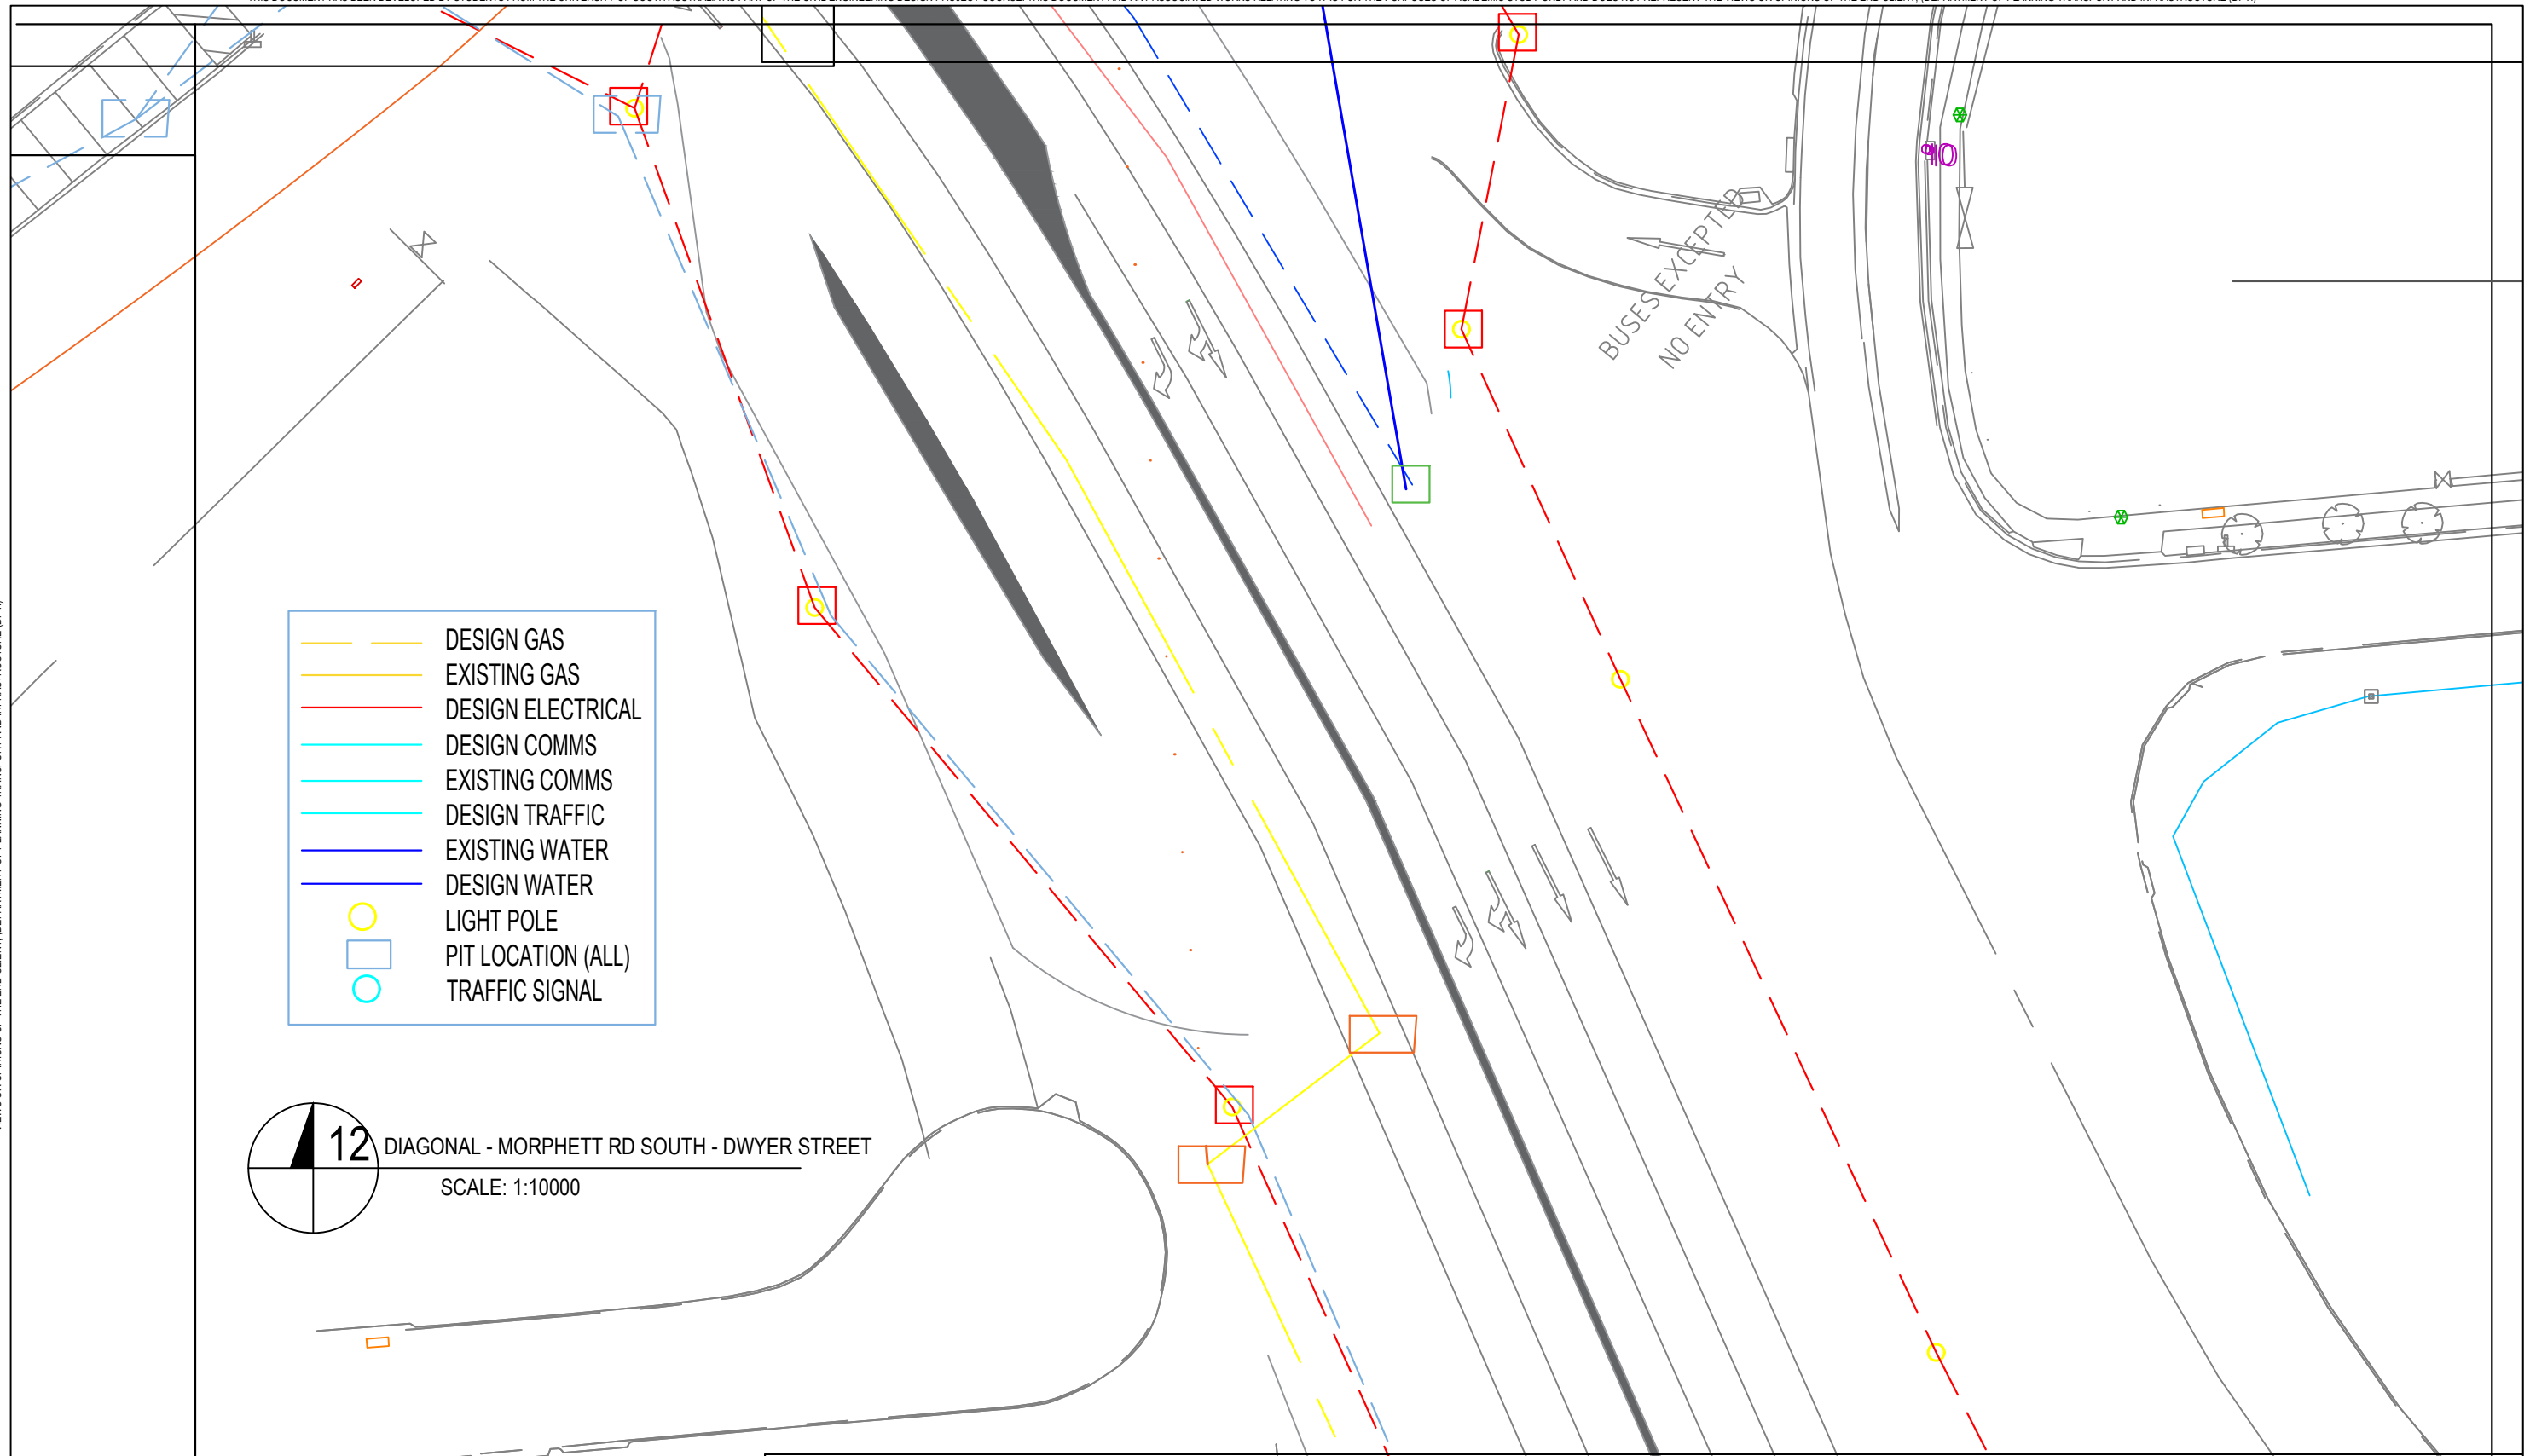 BUSES EXCEPTED
NO ENTRY
DESIGN GAS
EXISTING GAS
DESIGN ELECTRICAL
DESIGN COMMS
EXISTING COMMS
DESIGN TRAFFIC
EXISTING WATER
DESIGN WATER
LIGHT POLE
PIT LOCATION (ALL)
TRAFFIC SIGNAL
12 DIAGONAL - MORPHETT RD SOUTH - DWYER STREET
SCALE: 1:10000